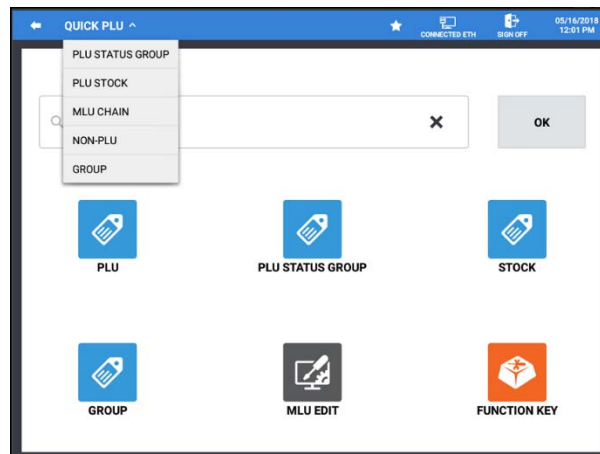 QUICK PLU
CONNECTED ETH
SIGN OFF
05/16/2018
12:01 PM
PLU STATUS GROUP
PLU STOCK
MLU CHAIN
NON-PLU
GROUP
OK
PLU
PLU STATUS GROUP
STOCK
GROUP
MLU EDIT
FUNCTION KEY